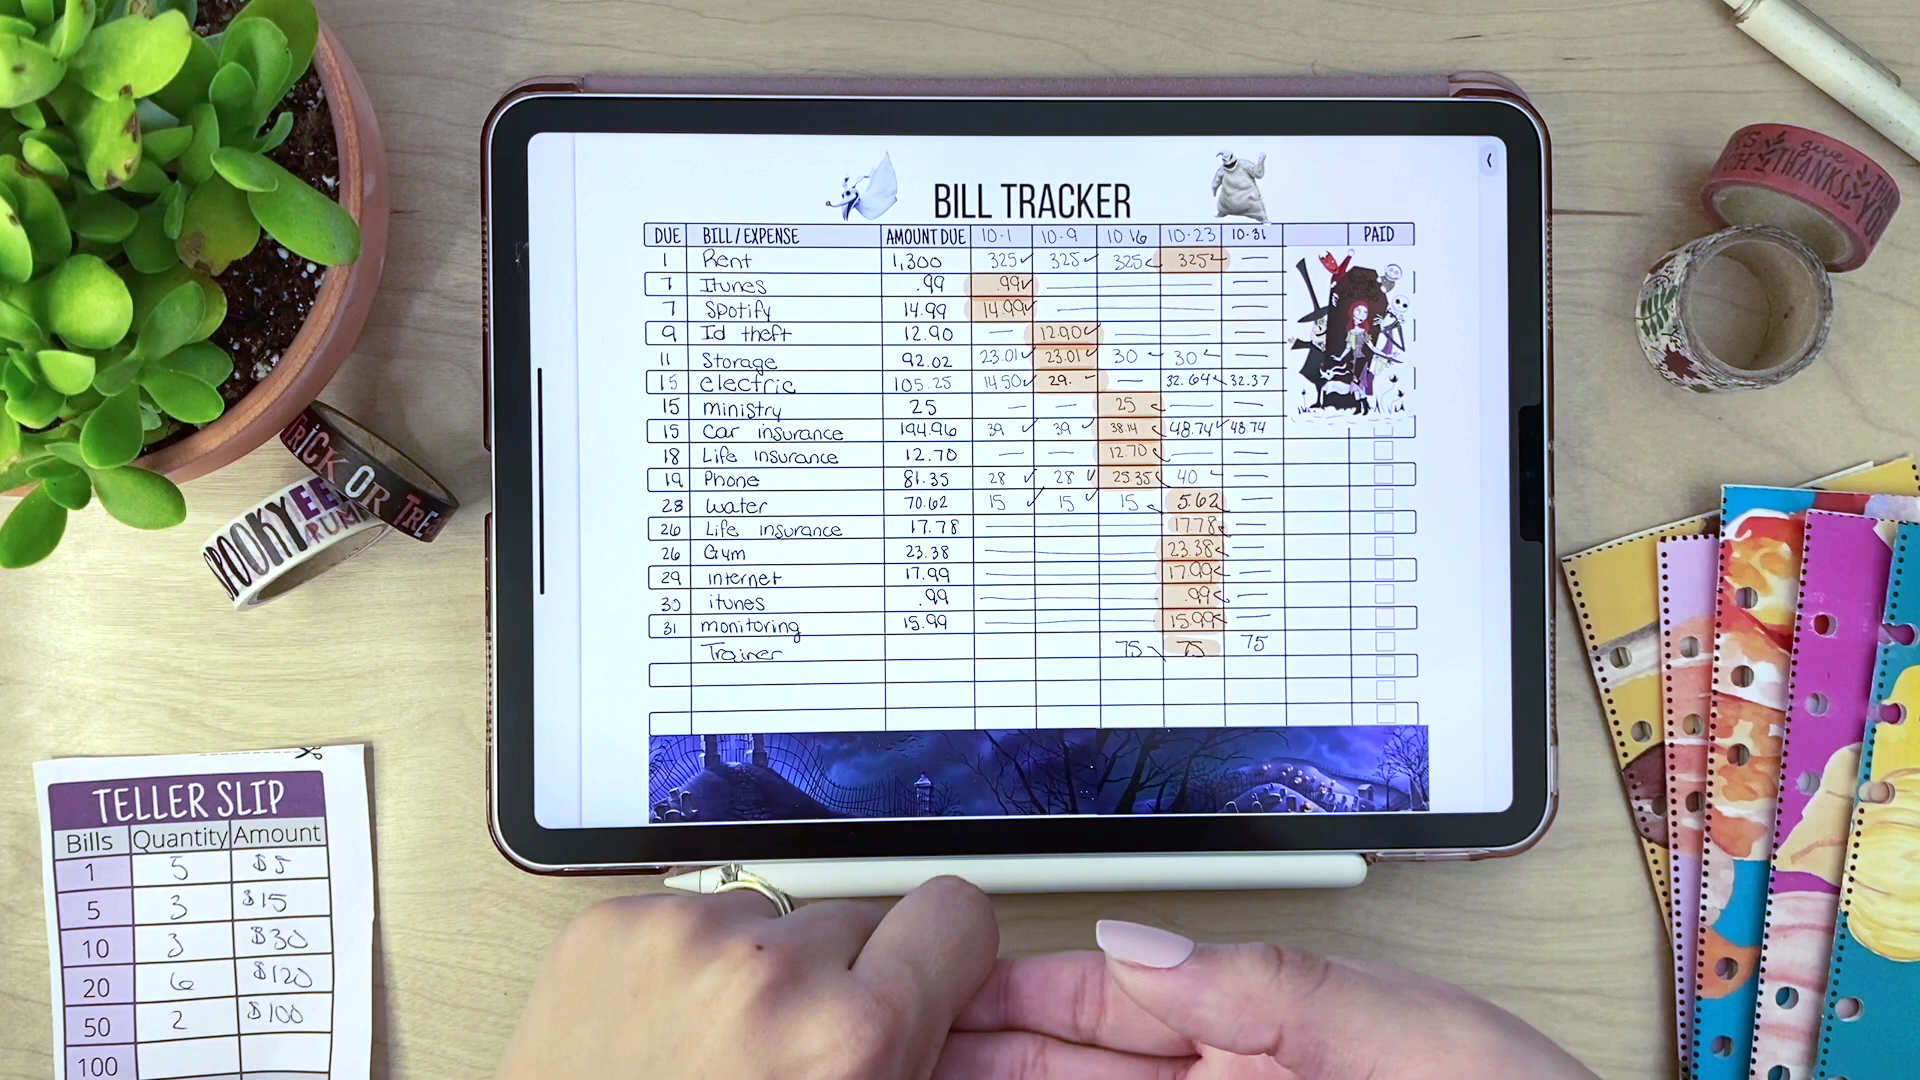 BILL TRACKER
DUE BILL / EXPENSE AMOUNT DUE 10-1 10-9 10 16 10-23 10-31 PAID
1 Rent 1,300 325✓ 325✓ 325✓ 325✓ —
7 Itunes .99 .99✓ — —
7 Spotify 14.99 14.99✓ — —
9 Id theft 12.90 — 12.90✓ — —
11 Storage 92.02 23.01✓ 23.01✓ 30✓ 30✓ —
15 electric 105.25 14.50✓ 29.✓ — 32.64✓ 32.37
15 ministry 25 — — 25✓ — —
15 Car insurance 194.96 39✓ 39✓ 38.14✓ 48.74✓ 48.74
18 Life insurance 12.70 — — 12.70✓ — —
19 Phone 81.35 28✓ 28✓ 25.35✓ 40✓ —
28 water 70.62 15✓ 15✓ 15✓ 5.62✓ —
26 Life insurance 17.78 — 17.78✓ —
26 Gym 23.38 — 23.38✓ —
29 internet 17.99 — 17.99✓ —
30 itunes .99 — .99✓ —
31 monitoring 15.99 — 15.99✓ —
Trainer 75✓ 75 75
TRICK OR TREA
SPOOKY
give
THANKS
THANK YOU
TELLER SLIP
Bills Quantity Amount
1 5 $5
5 3 $15
10 3 $30
20 6 $120
50 2 $100
100